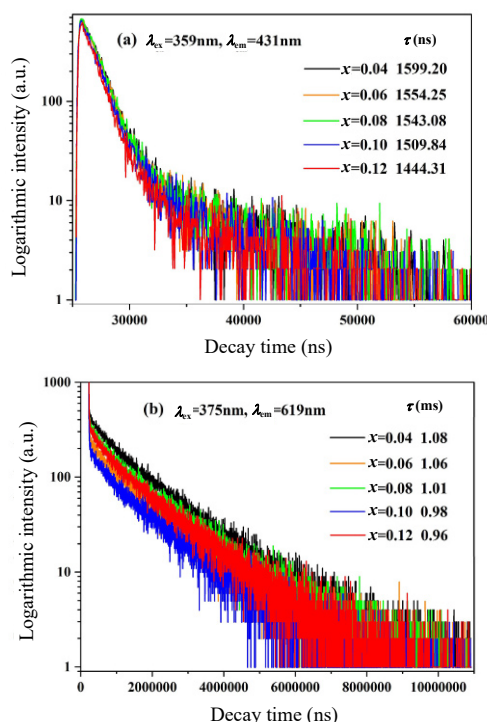 (a) λex=359nm, λem=431nm
τ (ns)
x=0.04 1599.20
x=0.06 1554.25
x=0.08 1543.08
x=0.10 1509.84
x=0.12 1444.31
Logarithmic intensity (a.u.)
100
10
1
30000 40000 50000 60000
Decay time (ns)
(b) λex=375nm, λem=619nm
τ (ms)
x=0.04 1.08
x=0.06 1.06
x=0.08 1.01
x=0.10 0.98
x=0.12 0.96
Logarithmic intensity (a.u.)
1000
100
10
1
0 2000000 4000000 6000000 8000000 10000000
Decay time (ns)